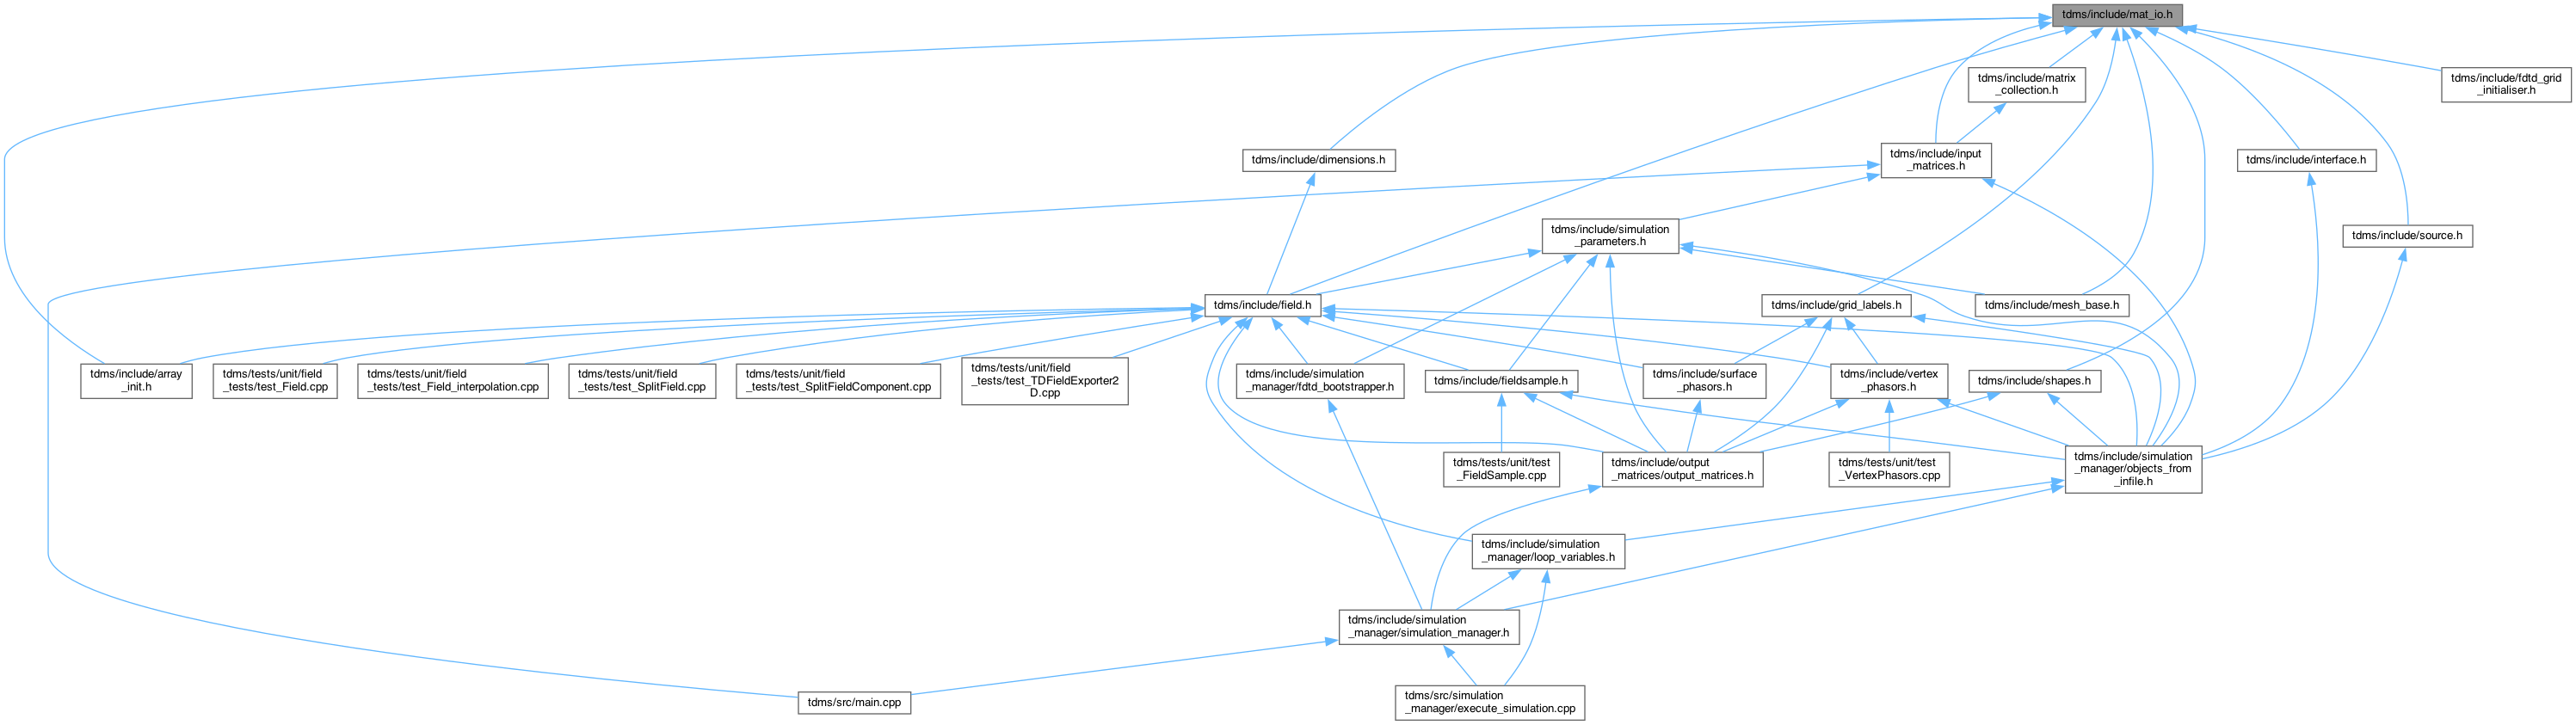 tdms/include/mat_io.h
tdms/include/matrix
_collection.h
tdms/include/fdtd_grid
_initialiser.h
tdms/include/dimensions.h
tdms/include/input
_matrices.h
tdms/include/interface.h
tdms/include/simulation
_parameters.h
tdms/include/source.h
tdms/include/field.h
tdms/include/grid_labels.h
tdms/include/mesh_base.h
tdms/include/array
_init.h
tdms/tests/unit/field
_tests/test_Field.cpp
tdms/tests/unit/field
_tests/test_Field_interpolation.cpp
tdms/tests/unit/field
_tests/test_SplitField.cpp
tdms/tests/unit/field
_tests/test_SplitFieldComponent.cpp
tdms/tests/unit/field
_tests/test_TDFieldExporter2
D.cpp
tdms/include/simulation
_manager/fdtd_bootstrapper.h
tdms/include/fieldsample.h
tdms/include/surface
_phasors.h
tdms/include/vertex
_phasors.h
tdms/include/shapes.h
tdms/tests/unit/test
_FieldSample.cpp
tdms/include/output
_matrices/output_matrices.h
tdms/tests/unit/test
_VertexPhasors.cpp
tdms/include/simulation
_manager/objects_from
_infile.h
tdms/include/simulation
_manager/loop_variables.h
tdms/include/simulation
_manager/simulation_manager.h
tdms/src/main.cpp
tdms/src/simulation
_manager/execute_simulation.cpp